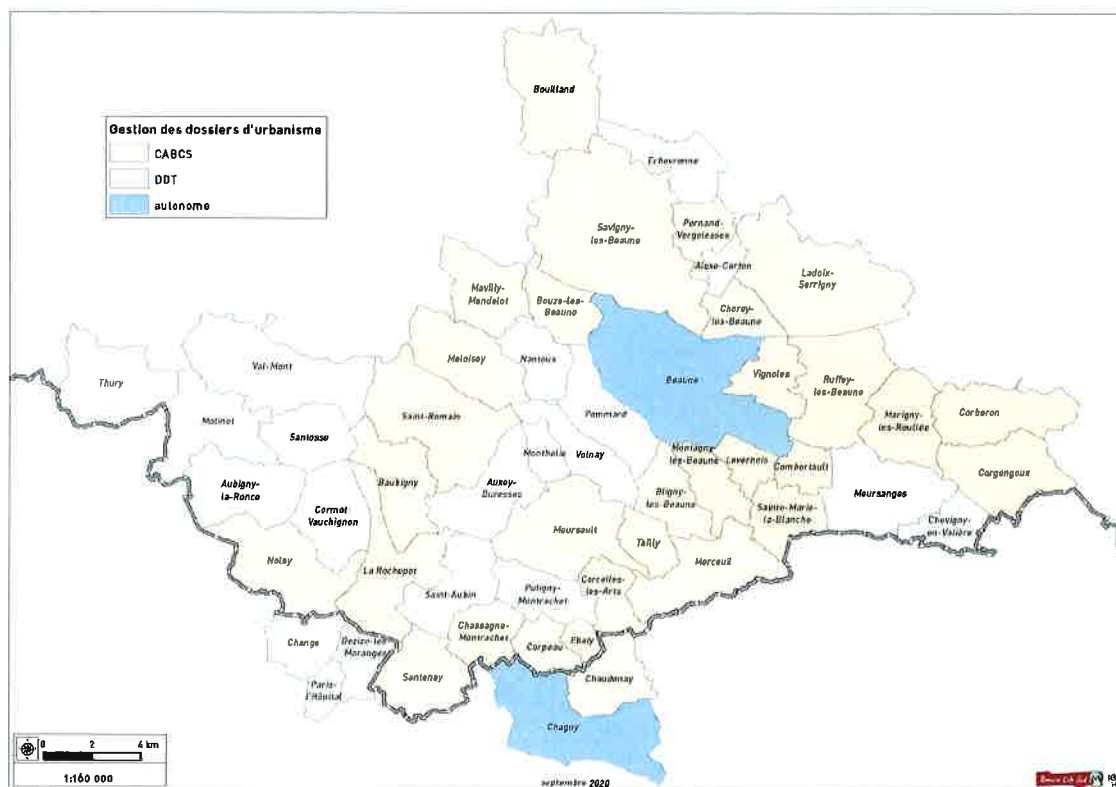 Bouilland
Gestion des dossiers d'urbanisme
CABCS
DDT
autonome
Echevronne
Savigny-
les-Beaune
Pernand-
Vergelesses
Aloxe-Corton
Ladoix-
Serrigny
Mavilly-
Mandelot
Bouze-les-
Beaune
Chorey-
les-Beaune
Val-Mont
Meloisey
Nantoux
Beaune
Vignoles
Ruffey-
les-Beaune
Thury
Saint-Romain
Pommard
Marigny-
les-Reullée
Corberon
Molinot
Santosse
Monthelie
Volnay
Montagny-
les-Beaune
Levernois
Combertault
Corgengoux
Aubigny-
la-Ronce
Baubigny
Auxey-
Duresses
Bligny-
les-Beaune
Meursanges
Cormot
Vauchignon
Sainte-Marie-
la-Blanche
Chevigny-
en-Valière
Meursault
Tailly
Merceuil
Nolay
La Rochepot
Saint-Aubin
Puligny-
Montrachet
Corcelles-
les-Arts
Change
Dezize-les-
Maranges
Chassagne-
Montrachet
Corpeau
Ebaty
Paris-
l'Hôpital
Santenay
Chaudenay
Chagny
0 2 4 km
1:160 000
septembre 2020